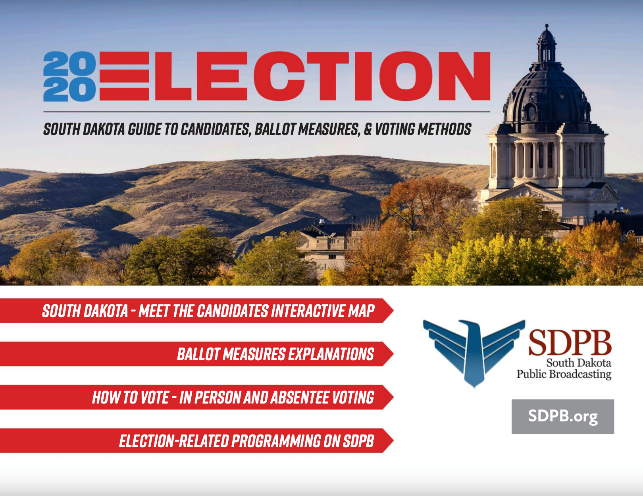 2020 ELECTION
SOUTH DAKOTA GUIDE TO CANDIDATES, BALLOT MEASURES, & VOTING METHODS
SOUTH DAKOTA - MEET THE CANDIDATES INTERACTIVE MAP
BALLOT MEASURES EXPLANATIONS
HOW TO VOTE - IN PERSON AND ABSENTEE VOTING
ELECTION-RELATED PROGRAMMING ON SDPB
SDPB
South Dakota
Public Broadcasting
SDPB.org